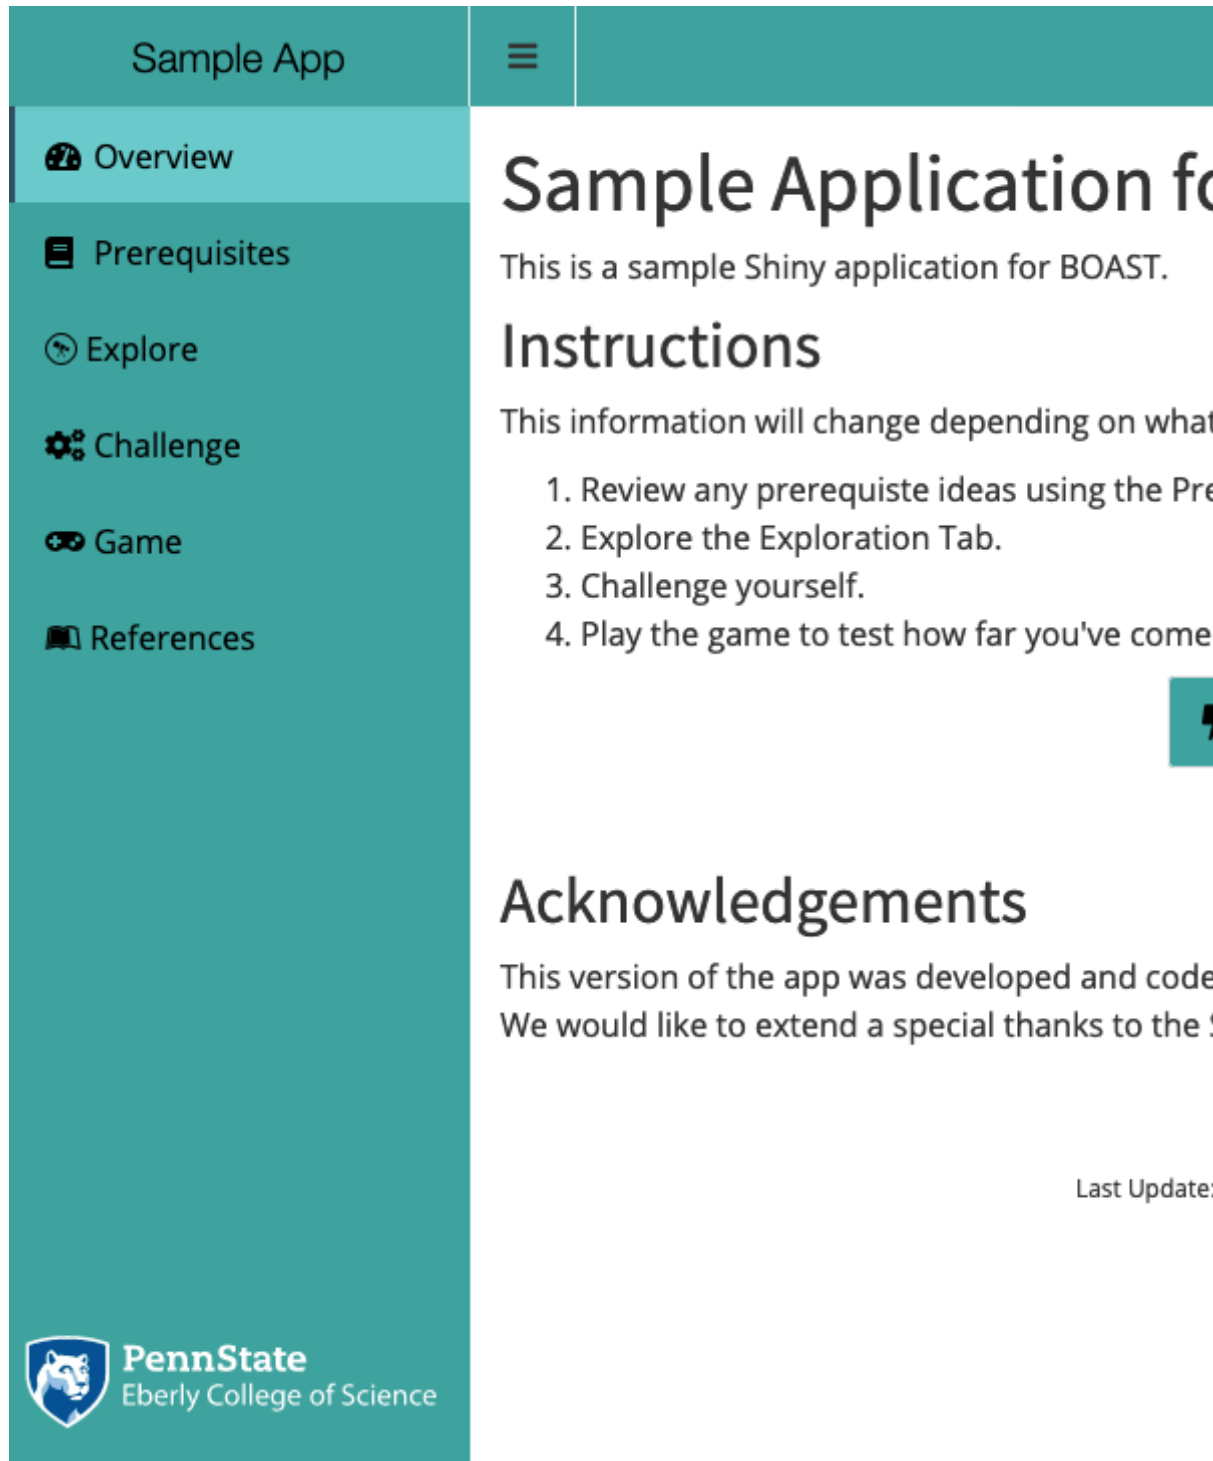 Sample App
Overview
Prerequisites
Explore
Challenge
Game
References
PennState
Eberly College of Science
Sample Application
This is a sample Shiny application for BOAST.
Instructions
This information will change depending on what
1. Review any prerequiste ideas using the
2. Explore the Exploration Tab.
3. Challenge yourself.
4. Play the game to test how far you've come
Acknowledgements
This version of the app was developed and
We would like to extend a special thanks to the
Last Update: